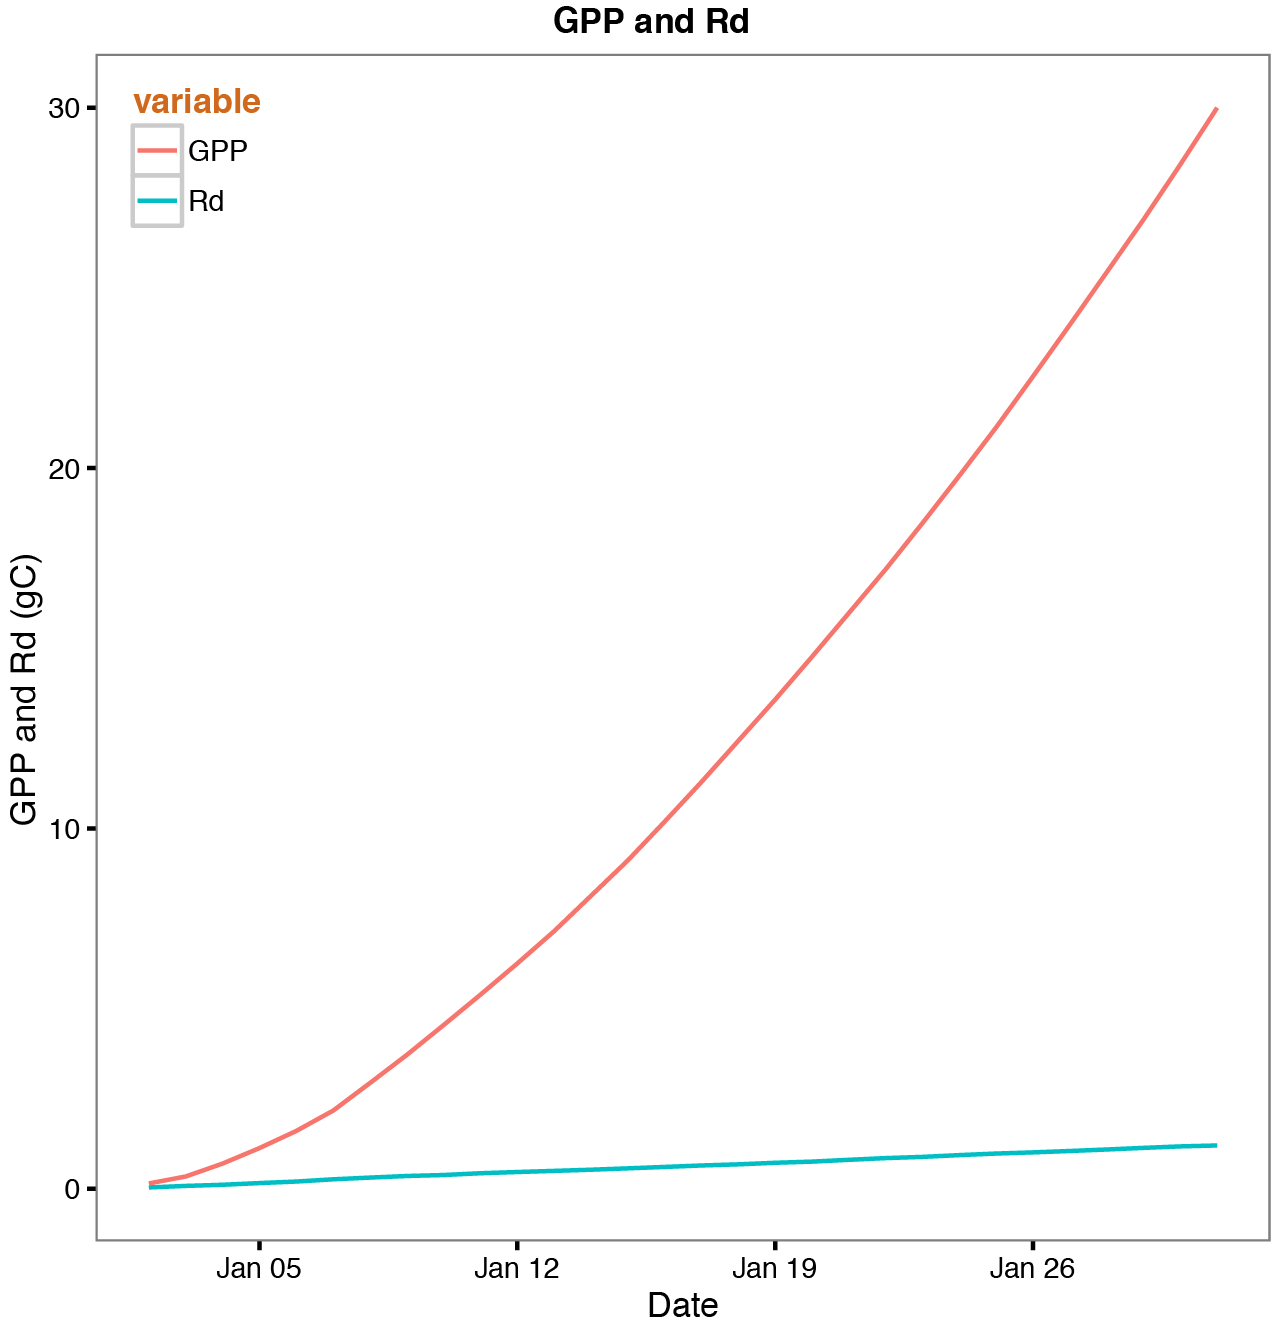 GPP and Rd
variable
GPP
Rd
30
20
10
0
GPP and Rd (gC)
Jan 05
Jan 12
Jan 19
Jan 26
Date